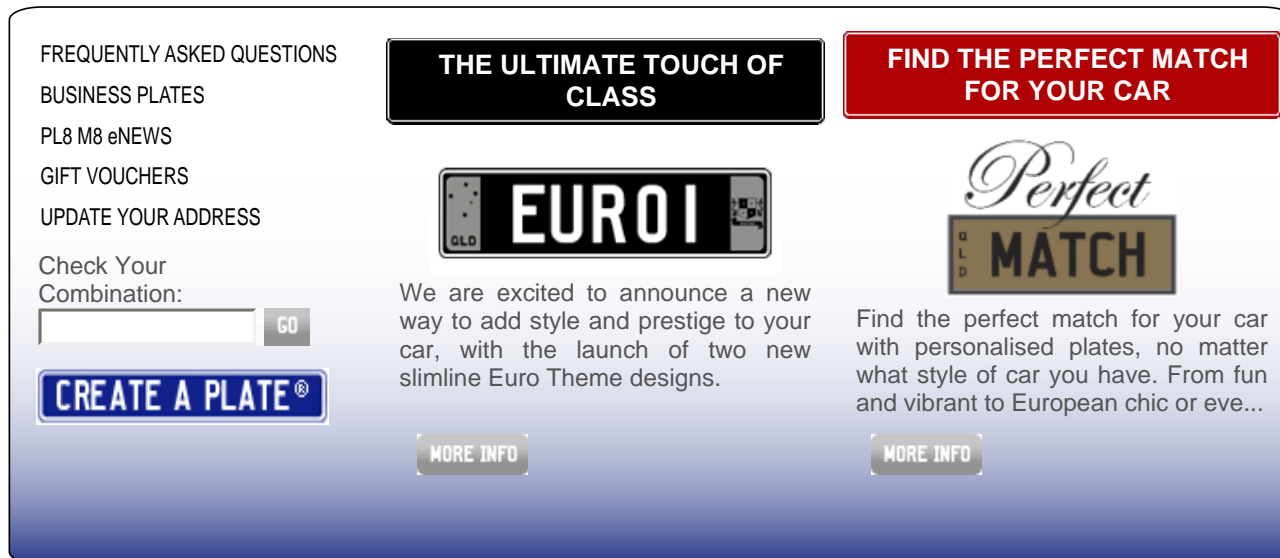 FREQUENTLY ASKED QUESTIONS
BUSINESS PLATES
PL8 M8 eNEWS
GIFT VOUCHERS
UPDATE YOUR ADDRESS
Check Your
Combination:
GO
CREATE A PLATE®
THE ULTIMATE TOUCH OF
CLASS
QLD
EURO1
We are excited to announce a new
way to add style and prestige to your
car, with the launch of two new
slimline Euro Theme designs.
MORE INFO
FIND THE PERFECT MATCH
FOR YOUR CAR
Perfect
QLD
MATCH
Find the perfect match for your car
with personalised plates, no matter
what style of car you have. From fun
and vibrant to European chic or eve...
MORE INFO